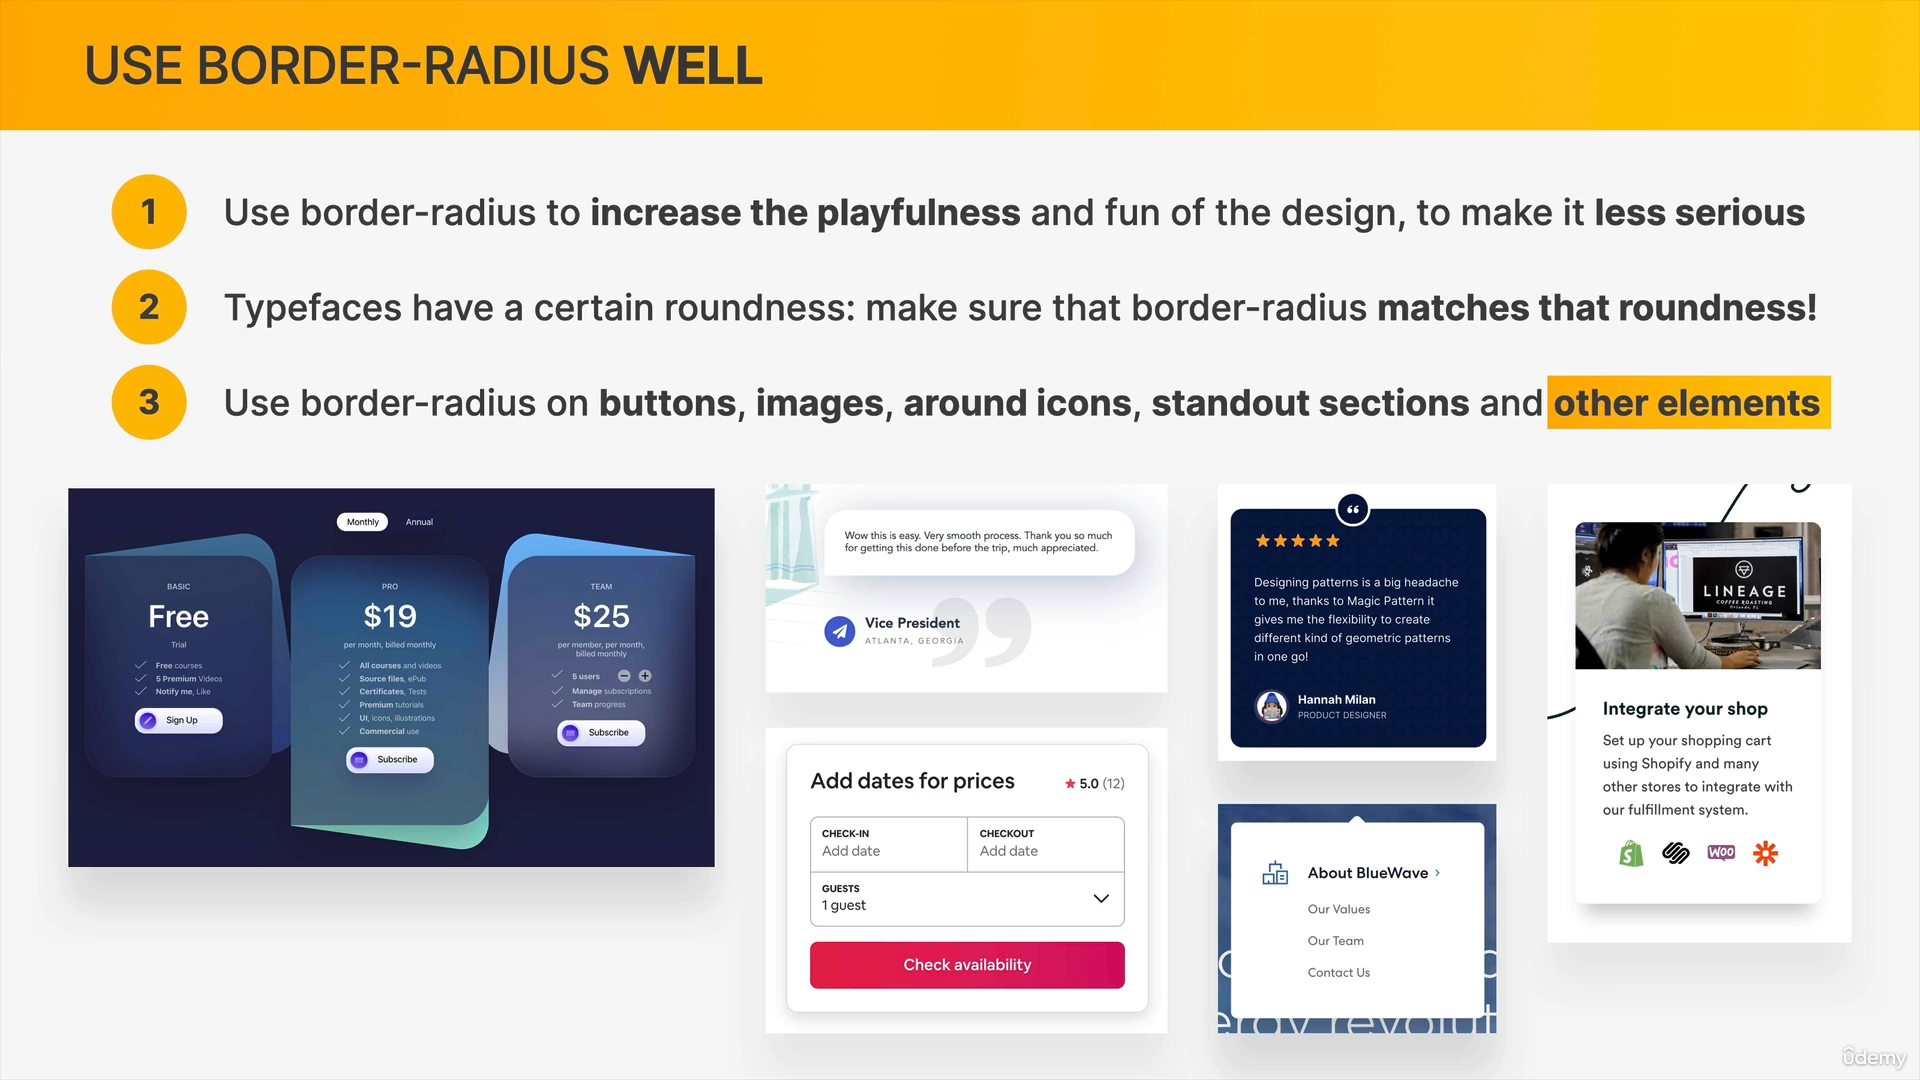 USE BORDER-RADIUS WELL
1
Use border-radius to increase the playfulness and fun of the design, to make it less serious
2
Typefaces have a certain roundness: make sure that border-radius matches that roundness!
3
Use border-radius on buttons, images, around icons, standout sections and other elements
Monthly
Annual
BASIC
Free
Trial
Free courses
5 Premium Videos
Notify me, Like
Sign Up
PRO
$19
per month, billed monthly
All courses and videos
Source files, ePub
Certificates, Tests
Premium tutorials
UI, icons, illustrations
Commercial use
Subscribe
TEAM
$25
per member, per month,
billed monthly
5 users
Manage subscriptions
Team progress
Subscribe
Wow this is easy. Very smooth process. Thank you so much
for getting this done before the trip, much appreciated.
Vice President
ATLANTA, GEORGIA
Add dates for prices
5.0 (12)
CHECK-IN
Add date
CHECKOUT
Add date
GUESTS
1 guest
Check availability
Designing patterns is a big headache
to me, thanks to Magic Pattern it
gives me the flexibility to create
different kind of geometric patterns
in one go!
Hannah Milan
PRODUCT DESIGNER
About BlueWave
Our Values
Our Team
Contact Us
LINEAGE
COFFEE ROASTING
Orlando, FL
Integrate your shop
Set up your shopping cart
using Shopify and many
other stores to integrate with
our fulfillment system.
WOO
ûdemy